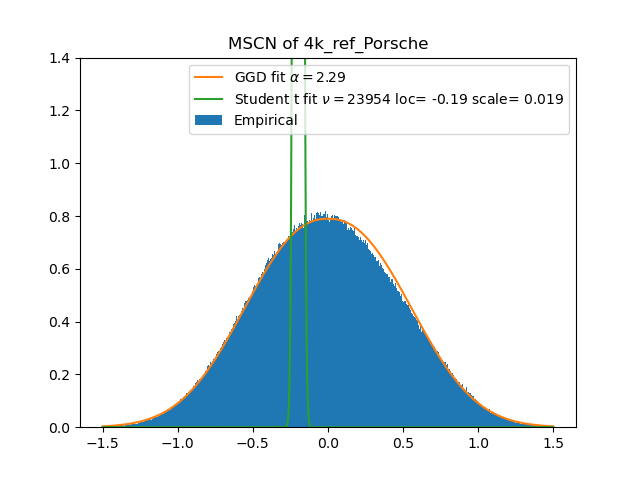 MSCN of 4k_ref_Porsche
GGD fit α = 2.29
Student t fit ν = 23954 loc= -0.19 scale= 0.019
Empirical
1.4
1.2
1.0
0.8
0.6
0.4
0.2
0.0
−1.5 −1.0 −0.5 0.0 0.5 1.0 1.5